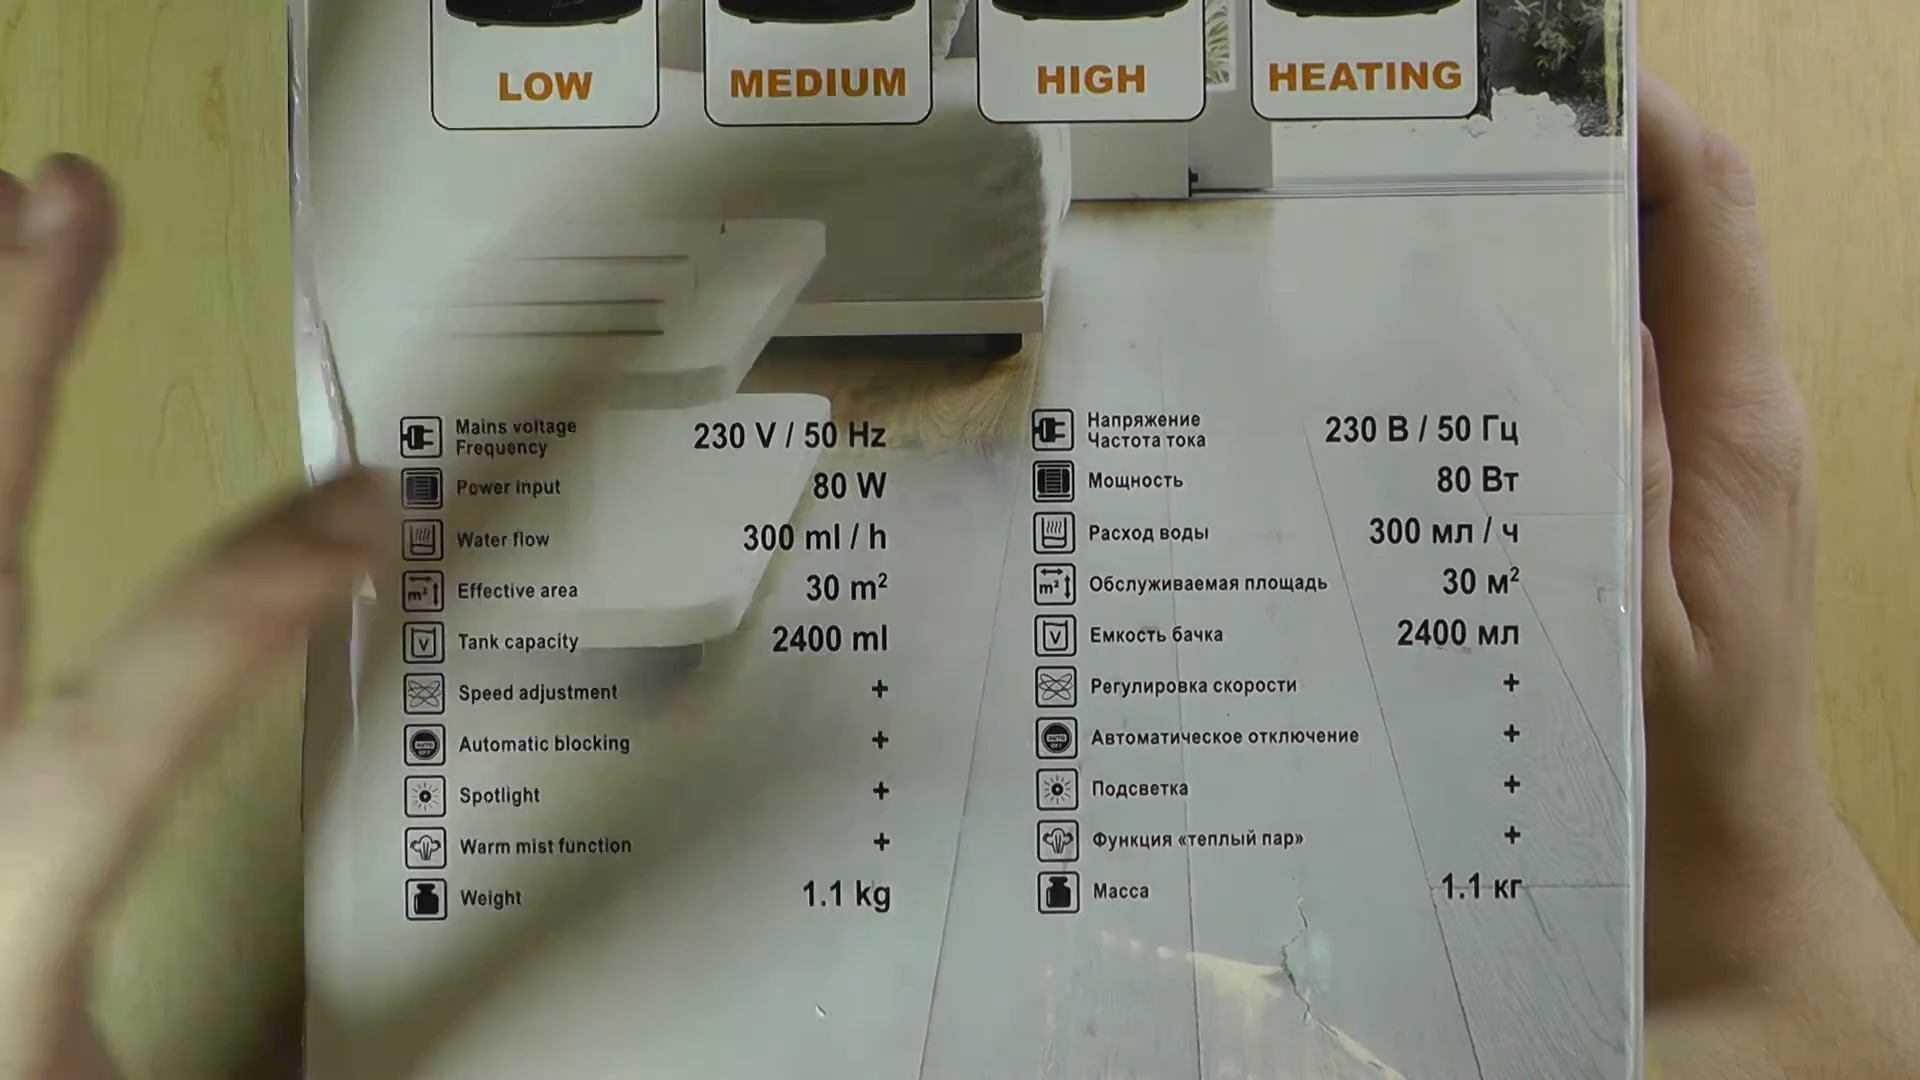 LOW MEDIUM HIGH HEATING
Mains voltage
Frequency
230 V / 50 Hz
Power input 80 W
Water flow 300 ml / h
Effective area 30 m²
Tank capacity 2400 ml
Speed adjustment +
Automatic blocking +
Spotlight +
Warm mist function +
Weight 1.1 kg
Напряжение
Частота тока
230 В / 50 Гц
Мощность 80 Вт
Расход воды 300 мл / ч
Обслуживаемая площадь 30 м²
Емкость бачка 2400 мл
Регулировка скорости +
Автоматическое отключение +
Подсветка +
Функция «теплый пар» +
Масса 1.1 кг